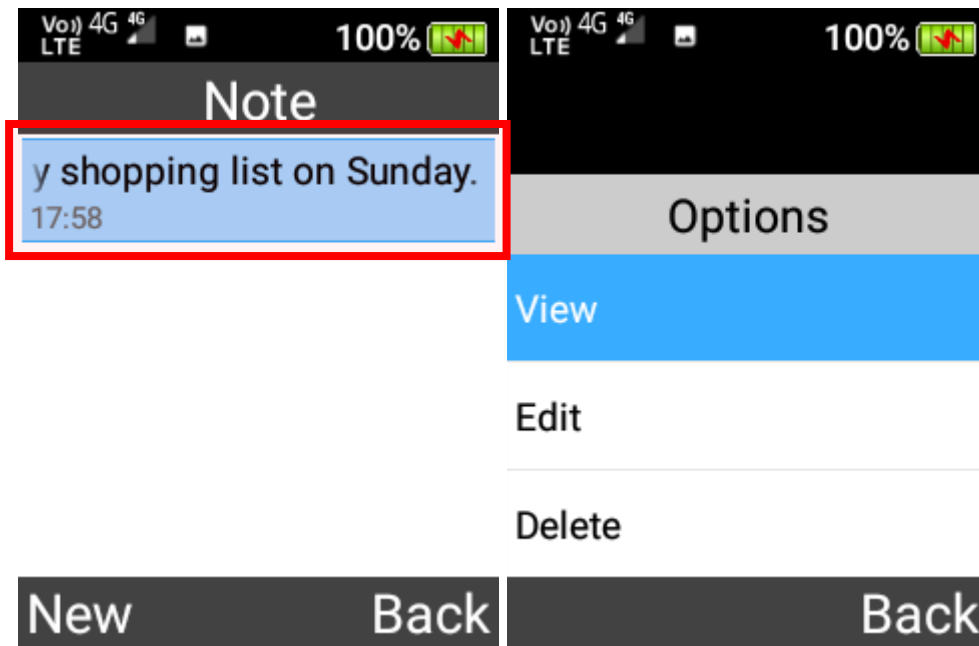 Vo)) 4G 4G 100%
LTE
Note
y shopping list on Sunday.
17:58
New Back
Vo)) 4G 4G 100%
LTE
Options
View
Edit
Delete
Back